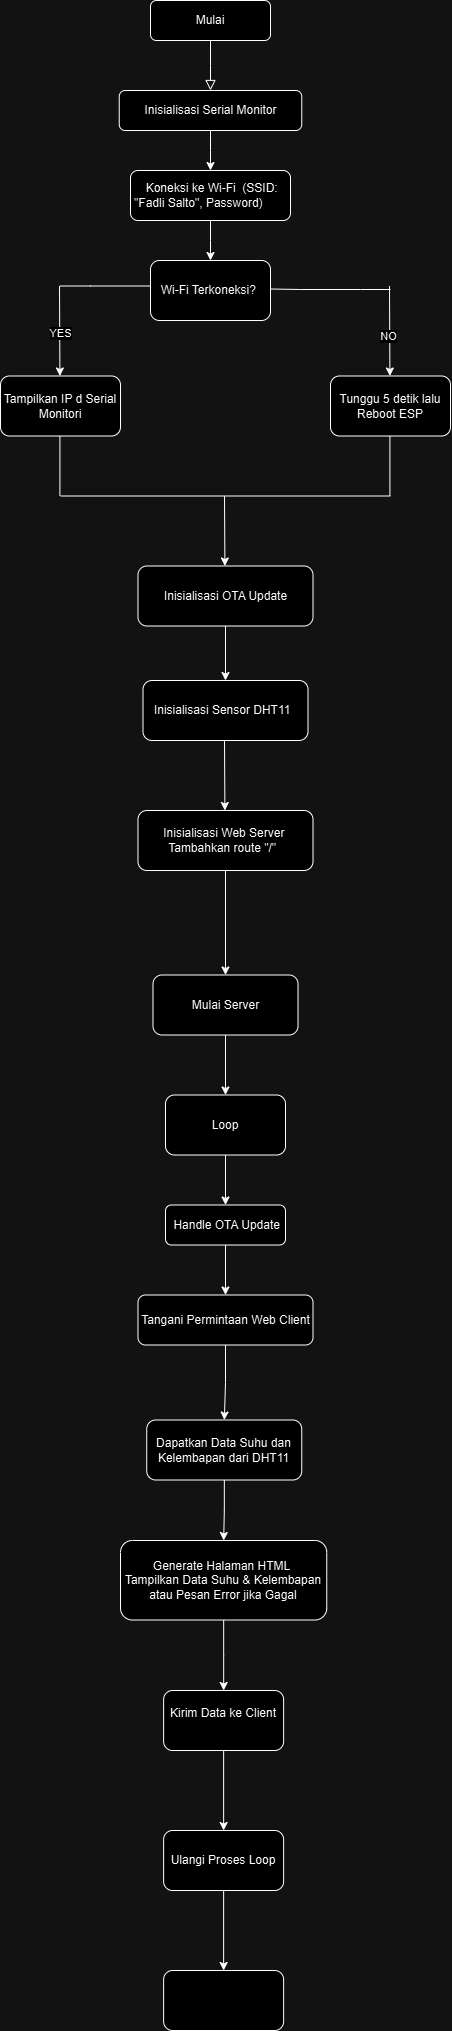 Mulai
Inisialisasi Serial Monitor
Koneksi ke Wi-Fi (SSID:
"Fadli Salto", Password)
Wi-Fi Terkoneksi?
YES
NO
Tampilkan IP d Serial
Monitori
Tunggu 5 detik lalu
Reboot ESP
Inisialisasi OTA Update
Inisialisasi Sensor DHT11
Inisialisasi Web Server
Tambahkan route "/"
Mulai Server
Loop
Handle OTA Update
Tangani Permintaan Web Client
Dapatkan Data Suhu dan
Kelembapan dari DHT11
Generate Halaman HTML
Tampilkan Data Suhu & Kelembapan
atau Pesan Error jika Gagal
Kirim Data ke Client
Ulangi Proses Loop